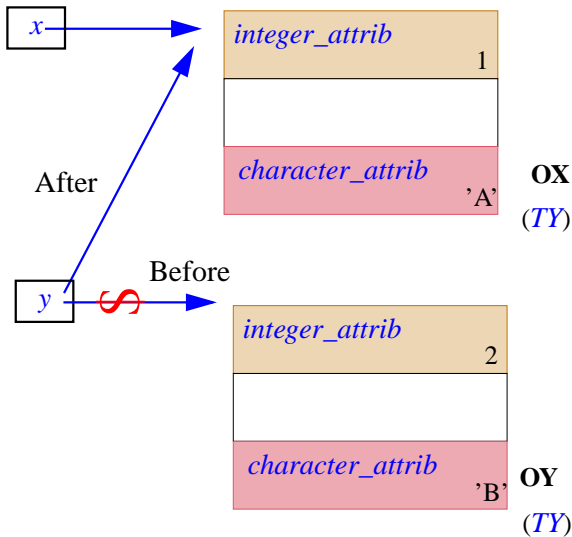 x
integer_attrib
1
After
character_attrib
'A'
OX
(TY)
Before
y
integer_attrib
2
character_attrib
'B'
OY
(TY)